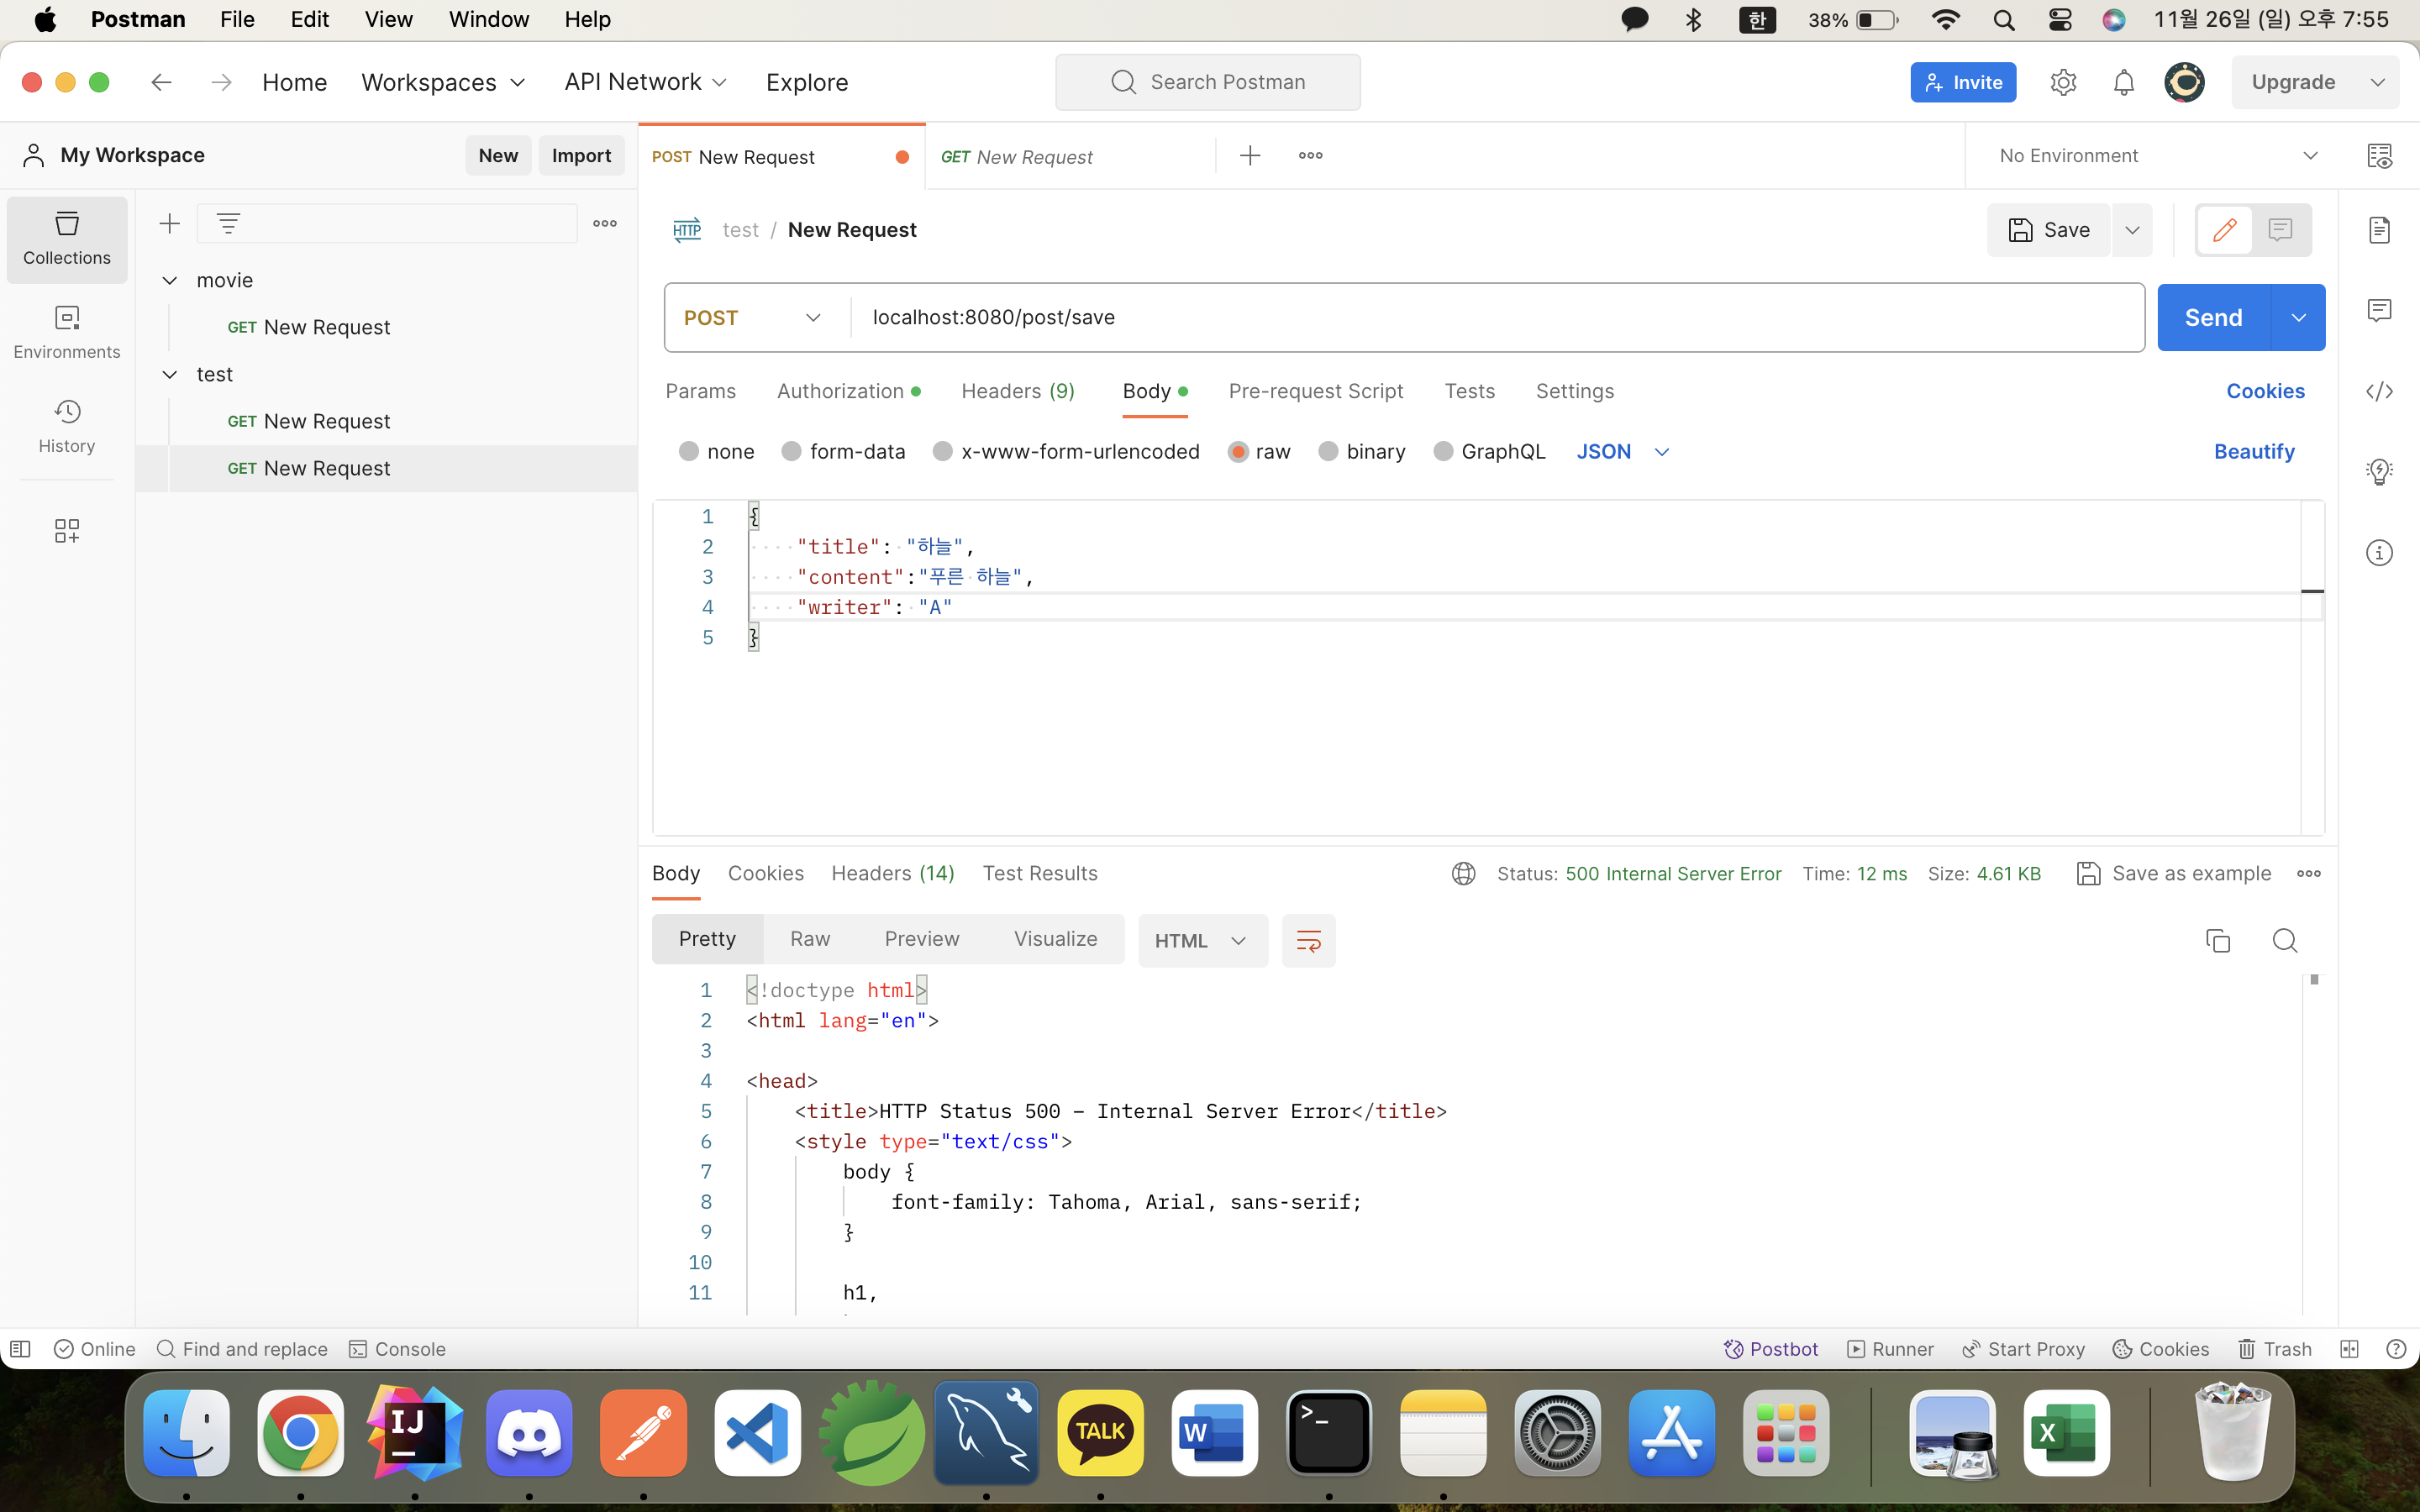 Postman File Edit View Window Help 한 38% 11월 26일 (일) 오후 7:55
Home Workspaces API Network Explore Search Postman Invite Upgrade
My Workspace New Import POST New Request GET New Request No Environment
Collections
Environments
History
movie
GET New Request
test
GET New Request
GET New Request
HTTP test / New Request Save
POST localhost:8080/post/save Send
Params Authorization Headers (9) Body Pre-request Script Tests Settings Cookies
none form-data x-www-form-urlencoded raw binary GraphQL JSON Beautify
1 {
2 "title": "하늘",
3 "content":"푸른 하늘",
4 "writer": "A"
5 }
Body Cookies Headers (14) Test Results Status: 500 Internal Server Error Time: 12 ms Size: 4.61 KB Save as example
Pretty Raw Preview Visualize HTML
1 <!doctype html>
2 <html lang="en">
3
4 <head>
5 <title>HTTP Status 500 – Internal Server Error</title>
6 <style type="text/css">
7 body {
8 font-family: Tahoma, Arial, sans-serif;
9 }
10
11 h1,
Online Find and replace Console Postbot Runner Start Proxy Cookies Trash
IJ TALK W >_ X